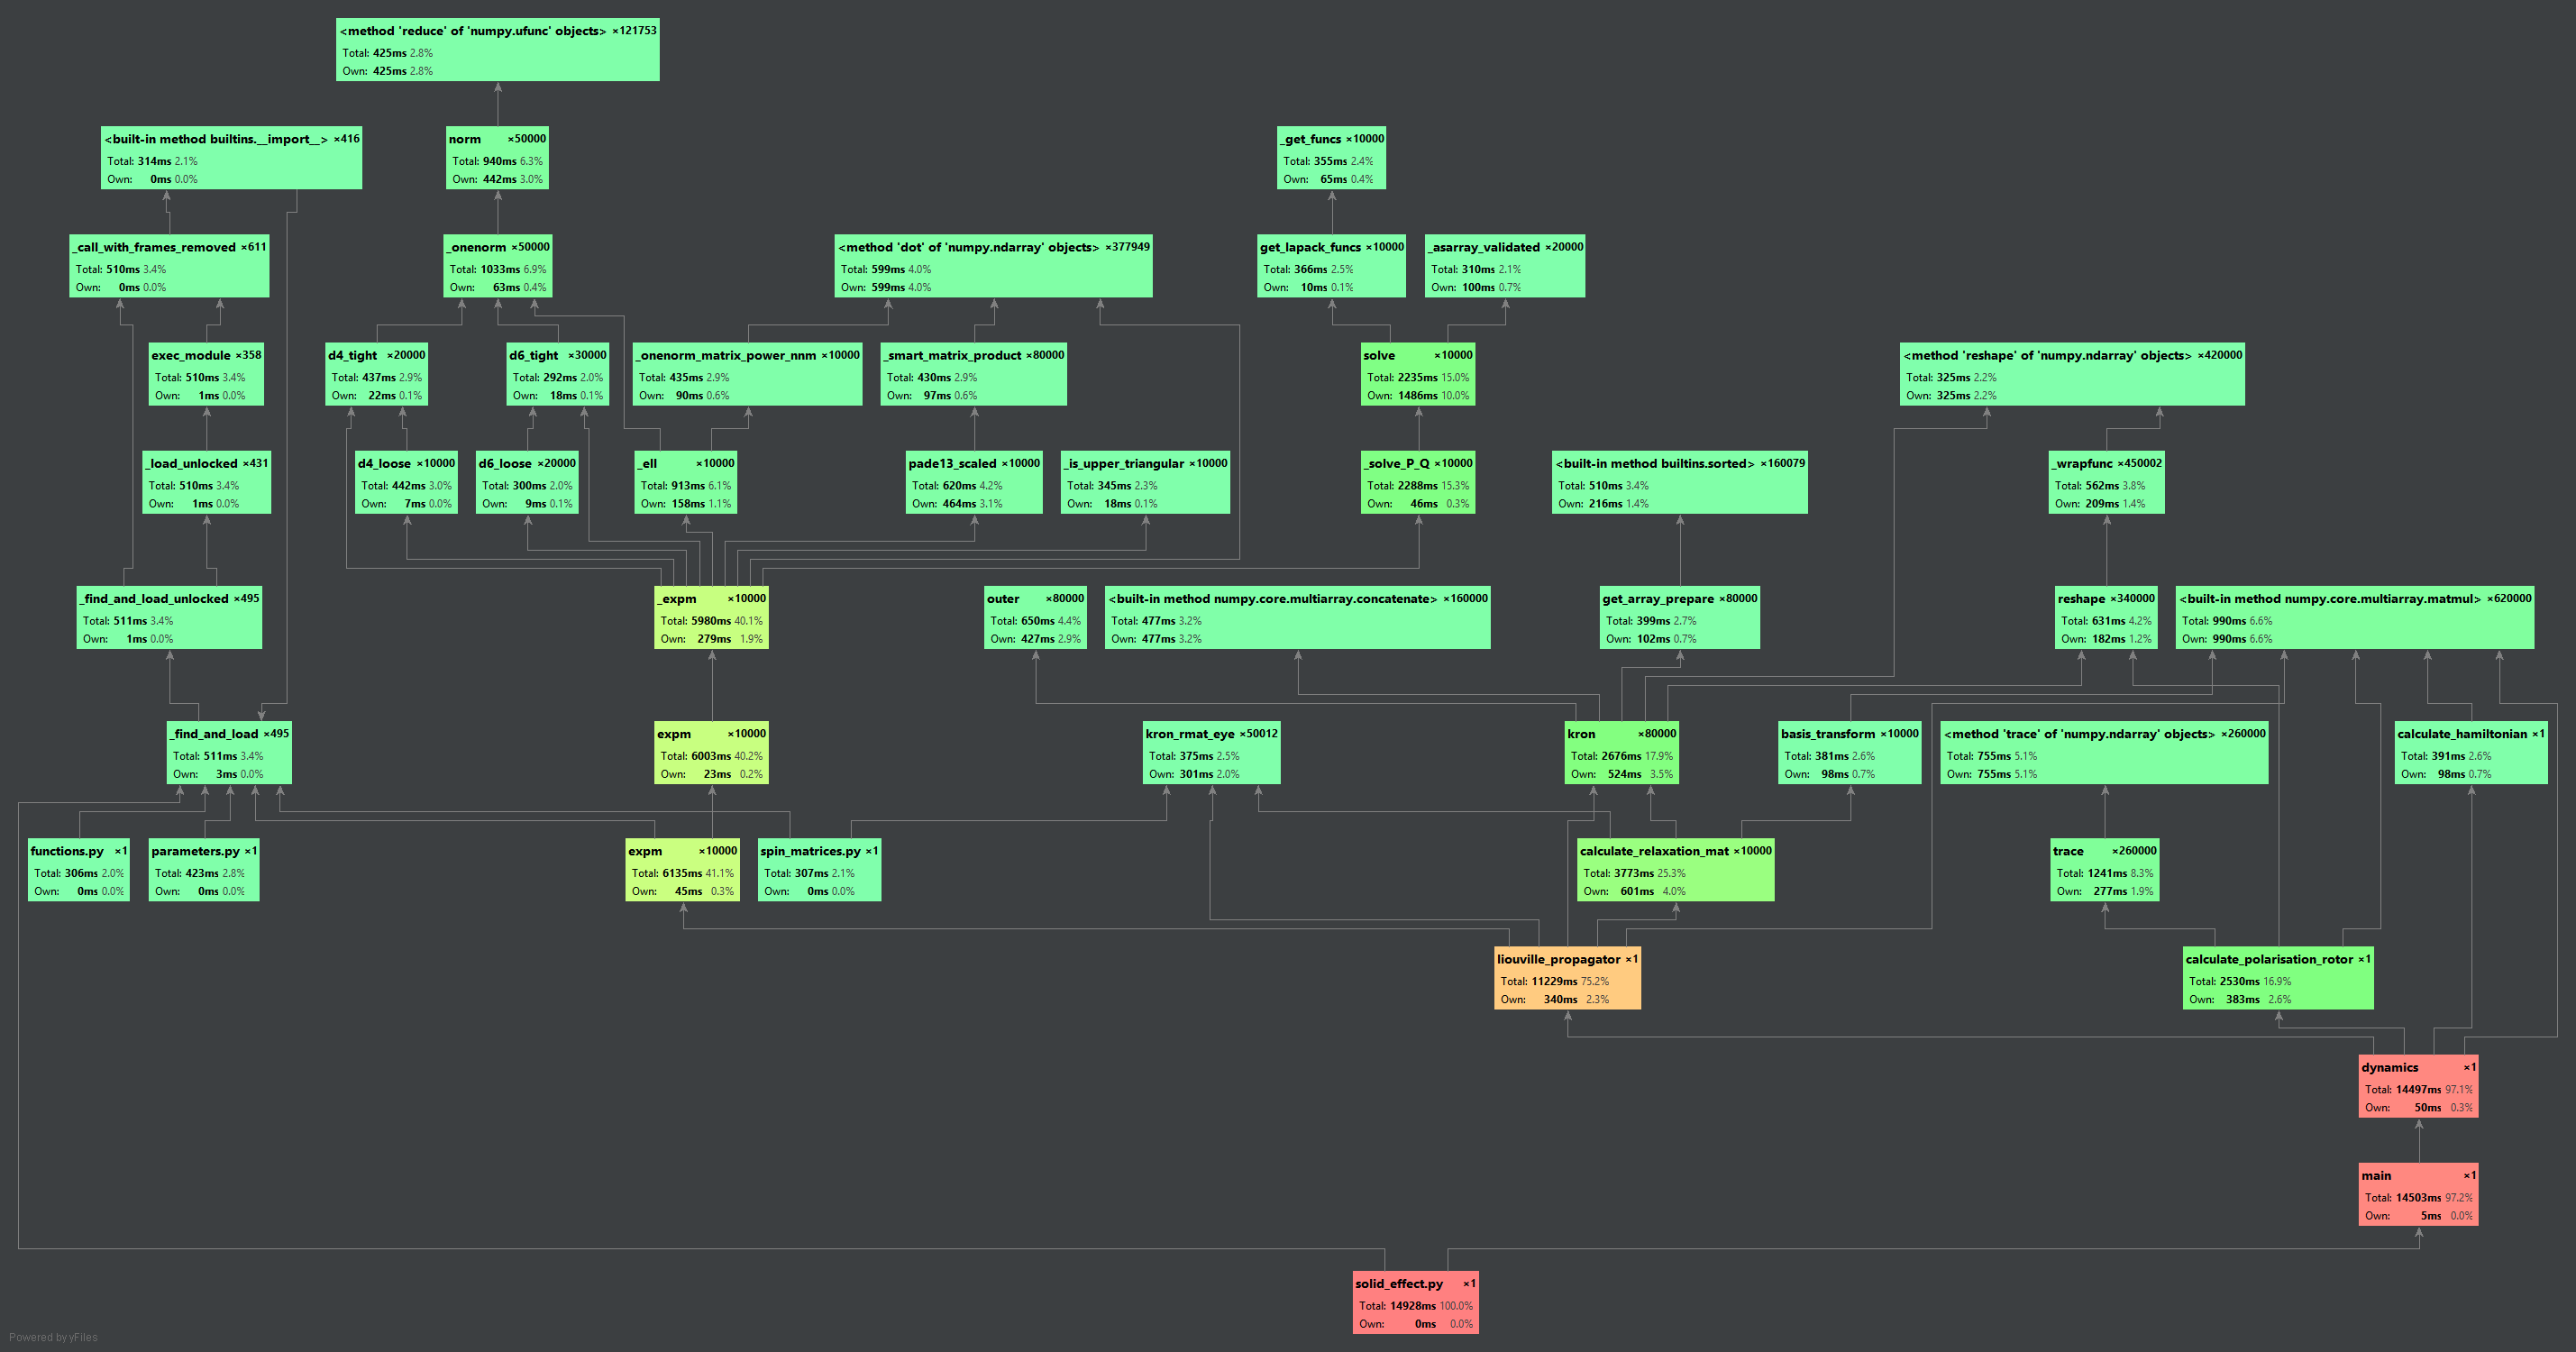 <method 'reduce' of 'numpy.ufunc' objects> ×121753
Total: 425ms 2.8%
Own: 425ms 2.8%
<built-in method builtins.__import__> ×416
Total: 314ms 2.1%
Own: 0ms 0.0%
norm ×50000
Total: 940ms 6.3%
Own: 442ms 3.0%
_get_funcs ×10000
Total: 355ms 2.4%
Own: 65ms 0.4%
_call_with_frames_removed ×611
Total: 510ms 3.4%
Own: 0ms 0.0%
_onenorm ×50000
Total: 1033ms 6.9%
Own: 63ms 0.4%
<method 'dot' of 'numpy.ndarray' objects> ×377949
Total: 599ms 4.0%
Own: 599ms 4.0%
get_lapack_funcs ×10000
Total: 366ms 2.5%
Own: 10ms 0.1%
_asarray_validated ×20000
Total: 310ms 2.1%
Own: 100ms 0.7%
exec_module ×358
Total: 510ms 3.4%
Own: 1ms 0.0%
d4_tight ×20000
Total: 437ms 2.9%
Own: 22ms 0.1%
d6_tight ×30000
Total: 292ms 2.0%
Own: 18ms 0.1%
_onenorm_matrix_power_nnm ×10000
Total: 435ms 2.9%
Own: 90ms 0.6%
_smart_matrix_product ×80000
Total: 430ms 2.9%
Own: 97ms 0.6%
solve ×10000
Total: 2235ms 15.0%
Own: 1486ms 10.0%
<method 'reshape' of 'numpy.ndarray' objects> ×420000
Total: 325ms 2.2%
Own: 325ms 2.2%
_load_unlocked ×431
Total: 510ms 3.4%
Own: 1ms 0.0%
d4_loose ×10000
Total: 442ms 3.0%
Own: 7ms 0.0%
d6_loose ×20000
Total: 300ms 2.0%
Own: 9ms 0.1%
_ell ×10000
Total: 913ms 6.1%
Own: 158ms 1.1%
pade13_scaled ×10000
Total: 620ms 4.2%
Own: 464ms 3.1%
_is_upper_triangular ×10000
Total: 345ms 2.3%
Own: 18ms 0.1%
_solve_P_Q ×10000
Total: 2288ms 15.3%
Own: 46ms 0.3%
<built-in method builtins.sorted> ×160079
Total: 510ms 3.4%
Own: 216ms 1.4%
_wrapfunc ×450002
Total: 562ms 3.8%
Own: 209ms 1.4%
_find_and_load_unlocked ×495
Total: 511ms 3.4%
Own: 1ms 0.0%
_expm ×10000
Total: 5980ms 40.1%
Own: 279ms 1.9%
outer ×80000
Total: 650ms 4.4%
Own: 427ms 2.9%
<built-in method numpy.core.multiarray.concatenate> ×160000
Total: 477ms 3.2%
Own: 477ms 3.2%
get_array_prepare ×80000
Total: 399ms 2.7%
Own: 102ms 0.7%
reshape ×340000
Total: 631ms 4.2%
Own: 182ms 1.2%
<built-in method numpy.core.multiarray.matmul> ×620000
Total: 990ms 6.6%
Own: 990ms 6.6%
_find_and_load ×495
Total: 511ms 3.4%
Own: 3ms 0.0%
expm ×10000
Total: 6003ms 40.2%
Own: 23ms 0.2%
kron_rmat_eye ×50012
Total: 375ms 2.5%
Own: 301ms 2.0%
kron ×80000
Total: 2676ms 17.9%
Own: 524ms 3.5%
basis_transform ×10000
Total: 381ms 2.6%
Own: 98ms 0.7%
<method 'trace' of 'numpy.ndarray' objects> ×260000
Total: 755ms 5.1%
Own: 755ms 5.1%
calculate_hamiltonian ×1
Total: 391ms 2.6%
Own: 98ms 0.7%
functions.py ×1
Total: 306ms 2.0%
Own: 0ms 0.0%
parameters.py ×1
Total: 423ms 2.8%
Own: 0ms 0.0%
expm ×10000
Total: 6135ms 41.1%
Own: 45ms 0.3%
spin_matrices.py ×1
Total: 307ms 2.1%
Own: 0ms 0.0%
calculate_relaxation_mat ×10000
Total: 3773ms 25.3%
Own: 601ms 4.0%
trace ×260000
Total: 1241ms 8.3%
Own: 277ms 1.9%
liouville_propagator ×1
Total: 11229ms 75.2%
Own: 340ms 2.3%
calculate_polarisation_rotor ×1
Total: 2530ms 16.9%
Own: 383ms 2.6%
dynamics ×1
Total: 14497ms 97.1%
Own: 50ms 0.3%
main ×1
Total: 14503ms 97.2%
Own: 5ms 0.0%
solid_effect.py ×1
Total: 14928ms 100.0%
Own: 0ms 0.0%
Powered by yFiles